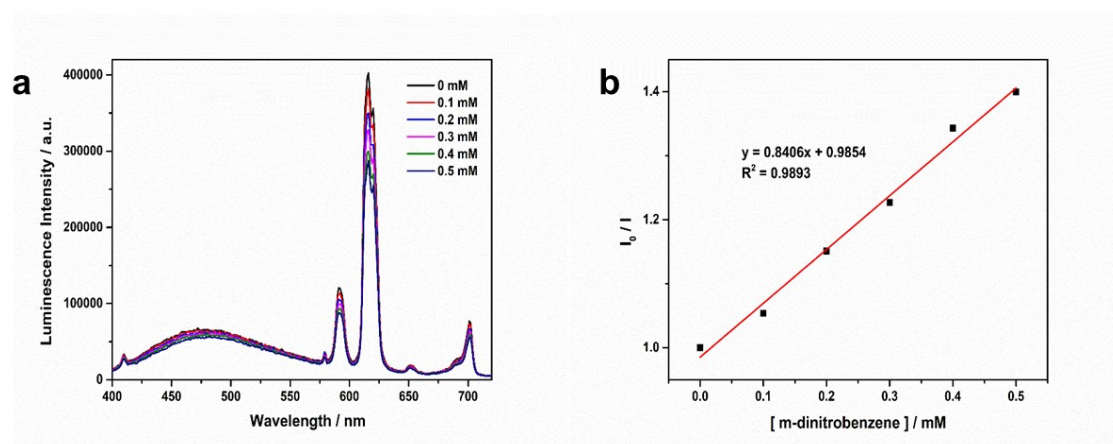 a
400000
300000
200000
100000
0
Luminescence Intensity / a.u.
0 mM
0.1 mM
0.2 mM
0.3 mM
0.4 mM
0.5 mM
400 450 500 550 600 650 700
Wavelength / nm
b
1.4
1.2
1.0
I₀ / I
y = 0.8406x + 0.9854
R² = 0.9893
0.0 0.1 0.2 0.3 0.4 0.5
[ m-dinitrobenzene ] / mM